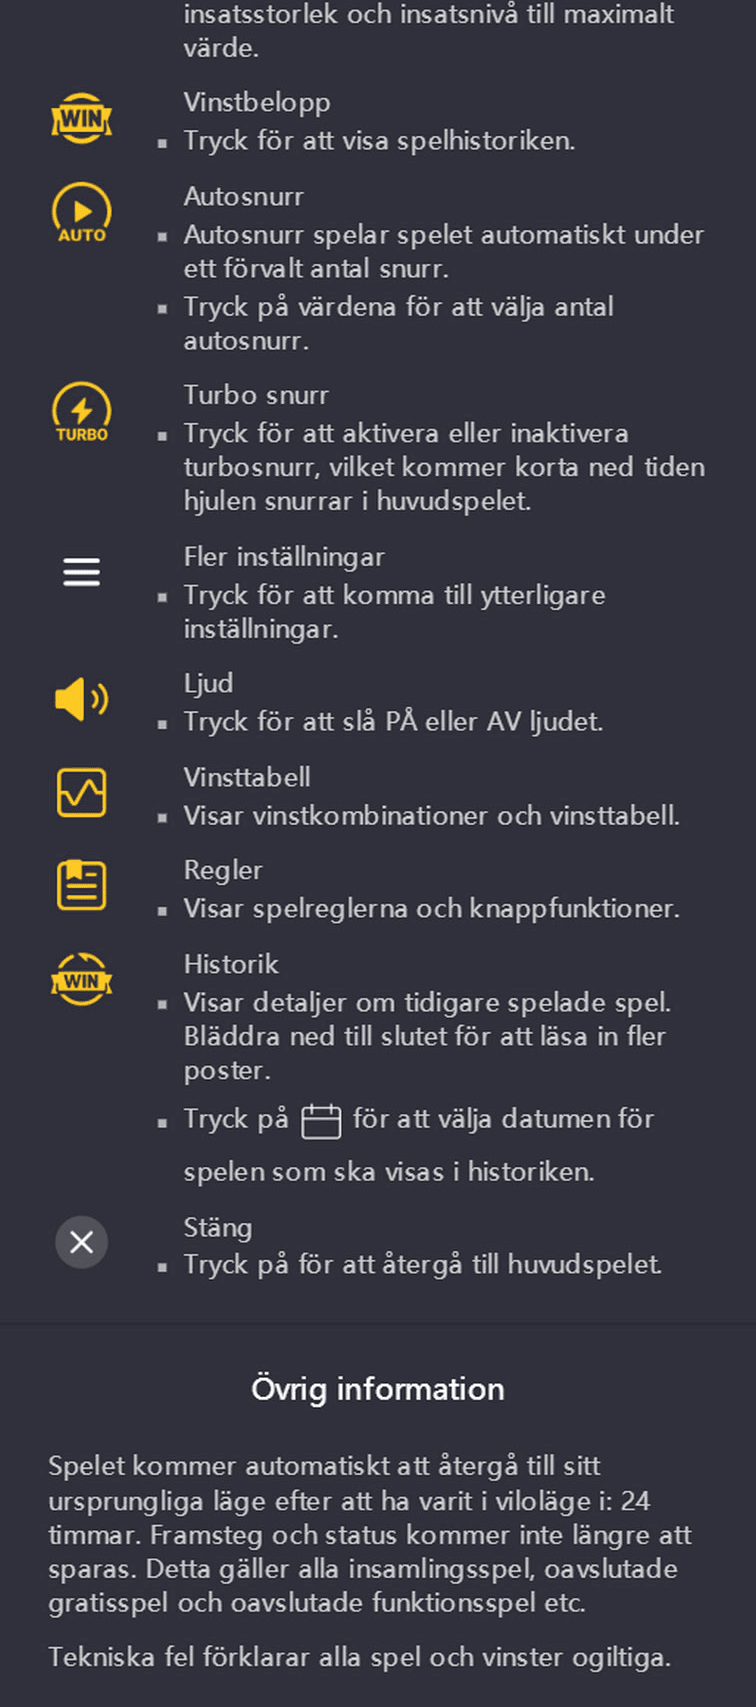 insatsstorlek och insatsnivå till maximalt
värde.
WIN
Vinstbelopp
▪ Tryck för att visa spelhistoriken.
AUTO
Autosnurr
▪ Autosnurr spelar spelet automatiskt under
ett förvalt antal snurr.
▪ Tryck på värdena för att välja antal
autosnurr.
TURBO
Turbo snurr
▪ Tryck för att aktivera eller inaktivera
turbosnurr, vilket kommer korta ned tiden
hjulen snurrar i huvudspelet.
Fler inställningar
▪ Tryck för att komma till ytterligare
inställningar.
Ljud
▪ Tryck för att slå PÅ eller AV ljudet.
Vinsttabell
▪ Visar vinstkombinationer och vinsttabell.
Regler
▪ Visar spelreglerna och knappfunktioner.
WIN
Historik
▪ Visar detaljer om tidigare spelade spel.
Bläddra ned till slutet för att läsa in fler
poster.
▪ Tryck på för att välja datumen för
spelen som ska visas i historiken.
Stäng
▪ Tryck på för att återgå till huvudspelet.
Övrig information
Spelet kommer automatiskt att återgå till sitt
ursprungliga läge efter att ha varit i viloläge i: 24
timmar. Framsteg och status kommer inte längre att
sparas. Detta gäller alla insamlingsspel, oavslutade
gratisspel och oavslutade funktionsspel etc.
Tekniska fel förklarar alla spel och vinster ogiltiga.